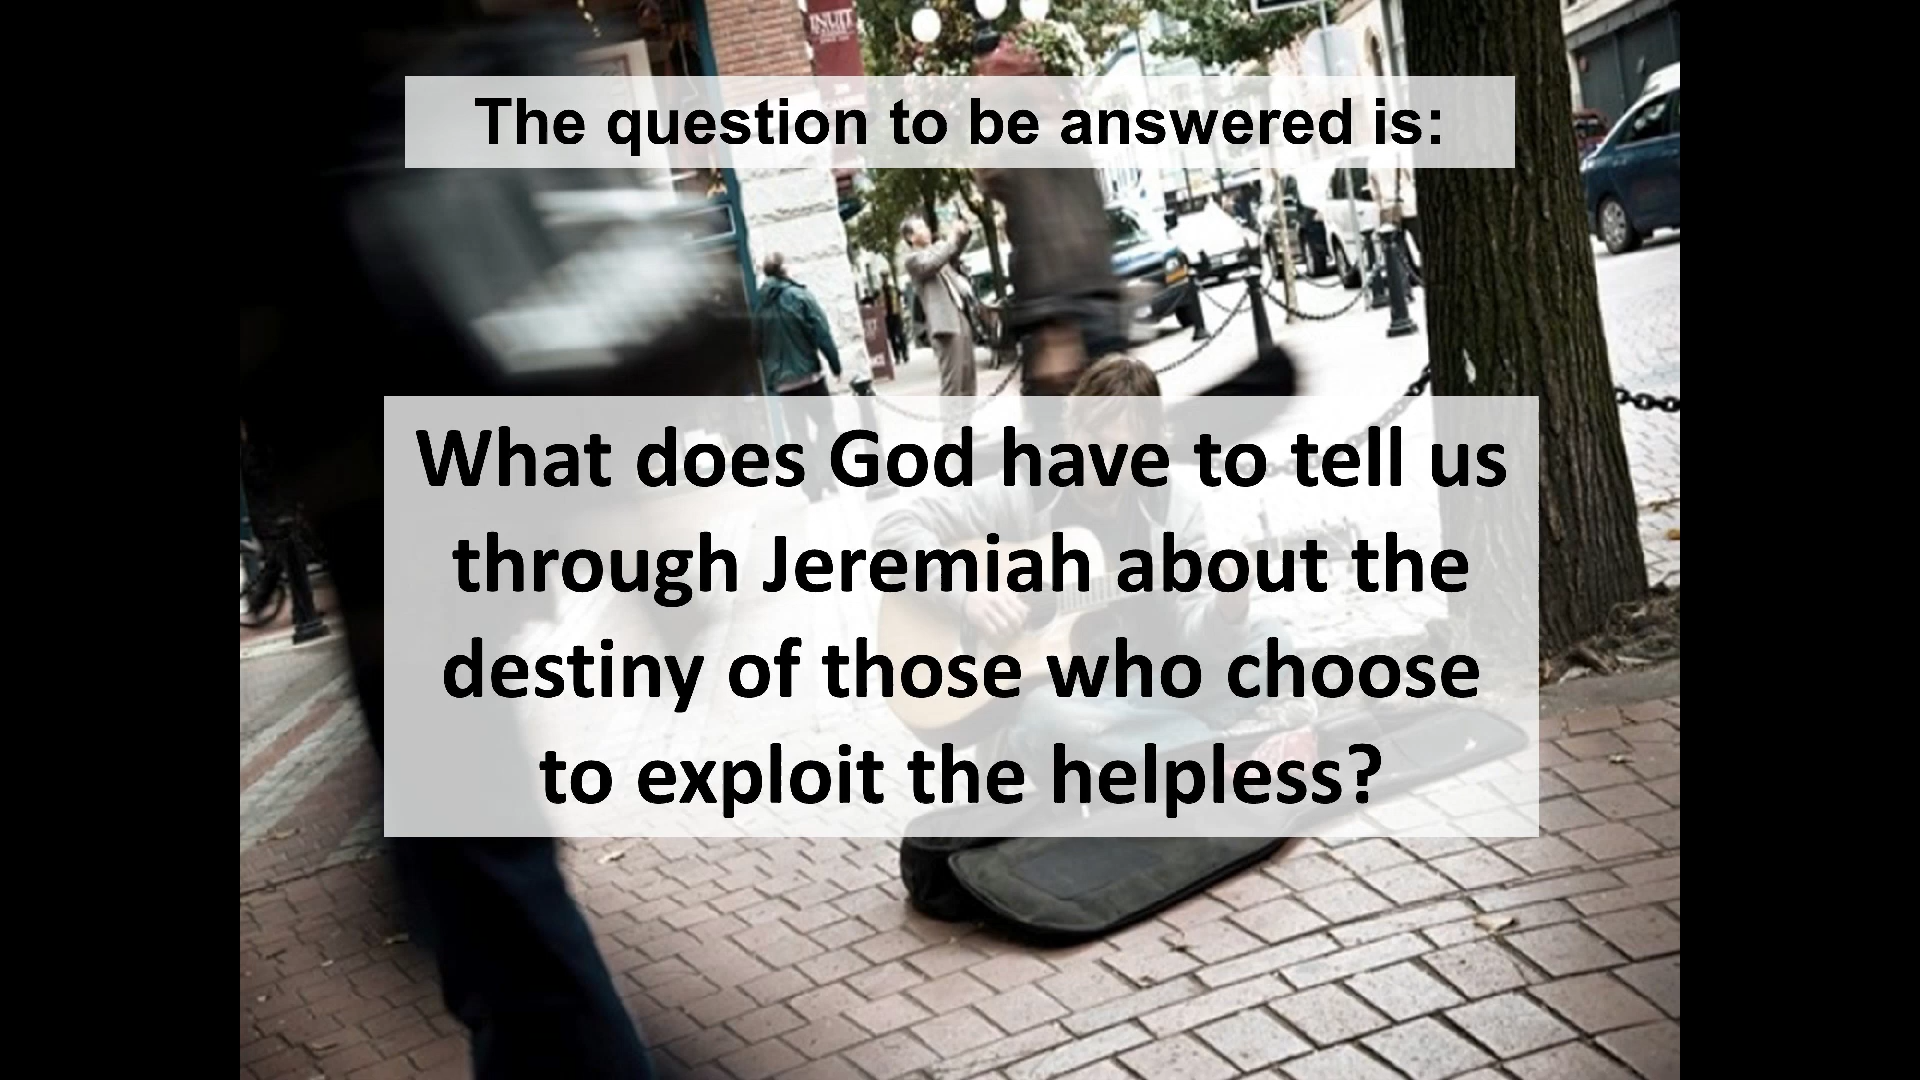 INUIT
The question to be answered is:
What does God have to tell us
through Jeremiah about the
destiny of those who choose
to exploit the helpless?